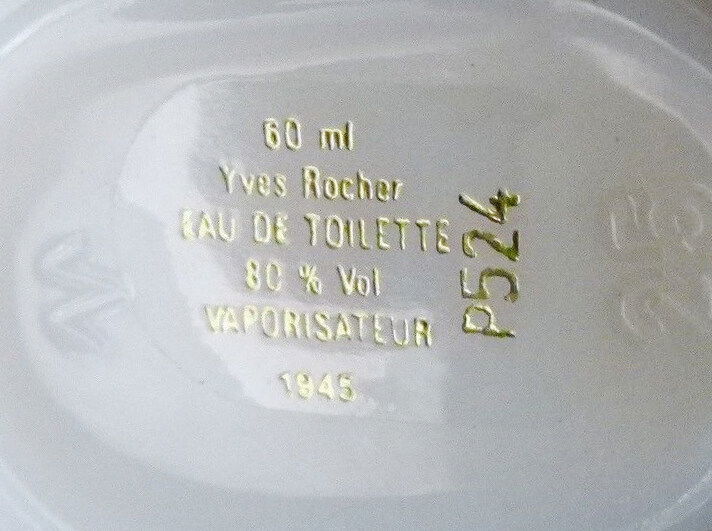 60 ml
Yves Rocher
EAU DE TOILETTE
80 % Vol
VAPORISATEUR
1945
P524